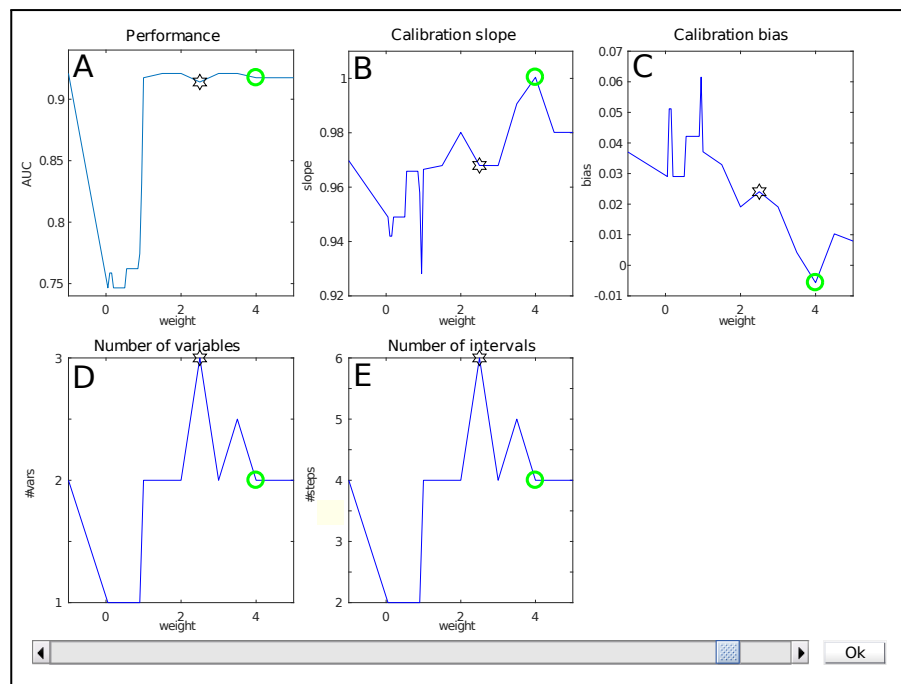 Performance
A
0.9
0.85
0.8
0.75
AUC
0
2
4
weight
Calibration slope
B
1
0.98
0.96
0.94
0.92
slope
0
2
4
weight
Calibration bias
C
0.07
0.06
0.05
0.04
0.03
0.02
0.01
0
-0.01
bias
0
2
4
weight
Number of variables
D
3
2
1
#vars
0
2
4
weight
Number of intervals
E
6
5
4
3
2
#steps
0
2
4
weight
Ok